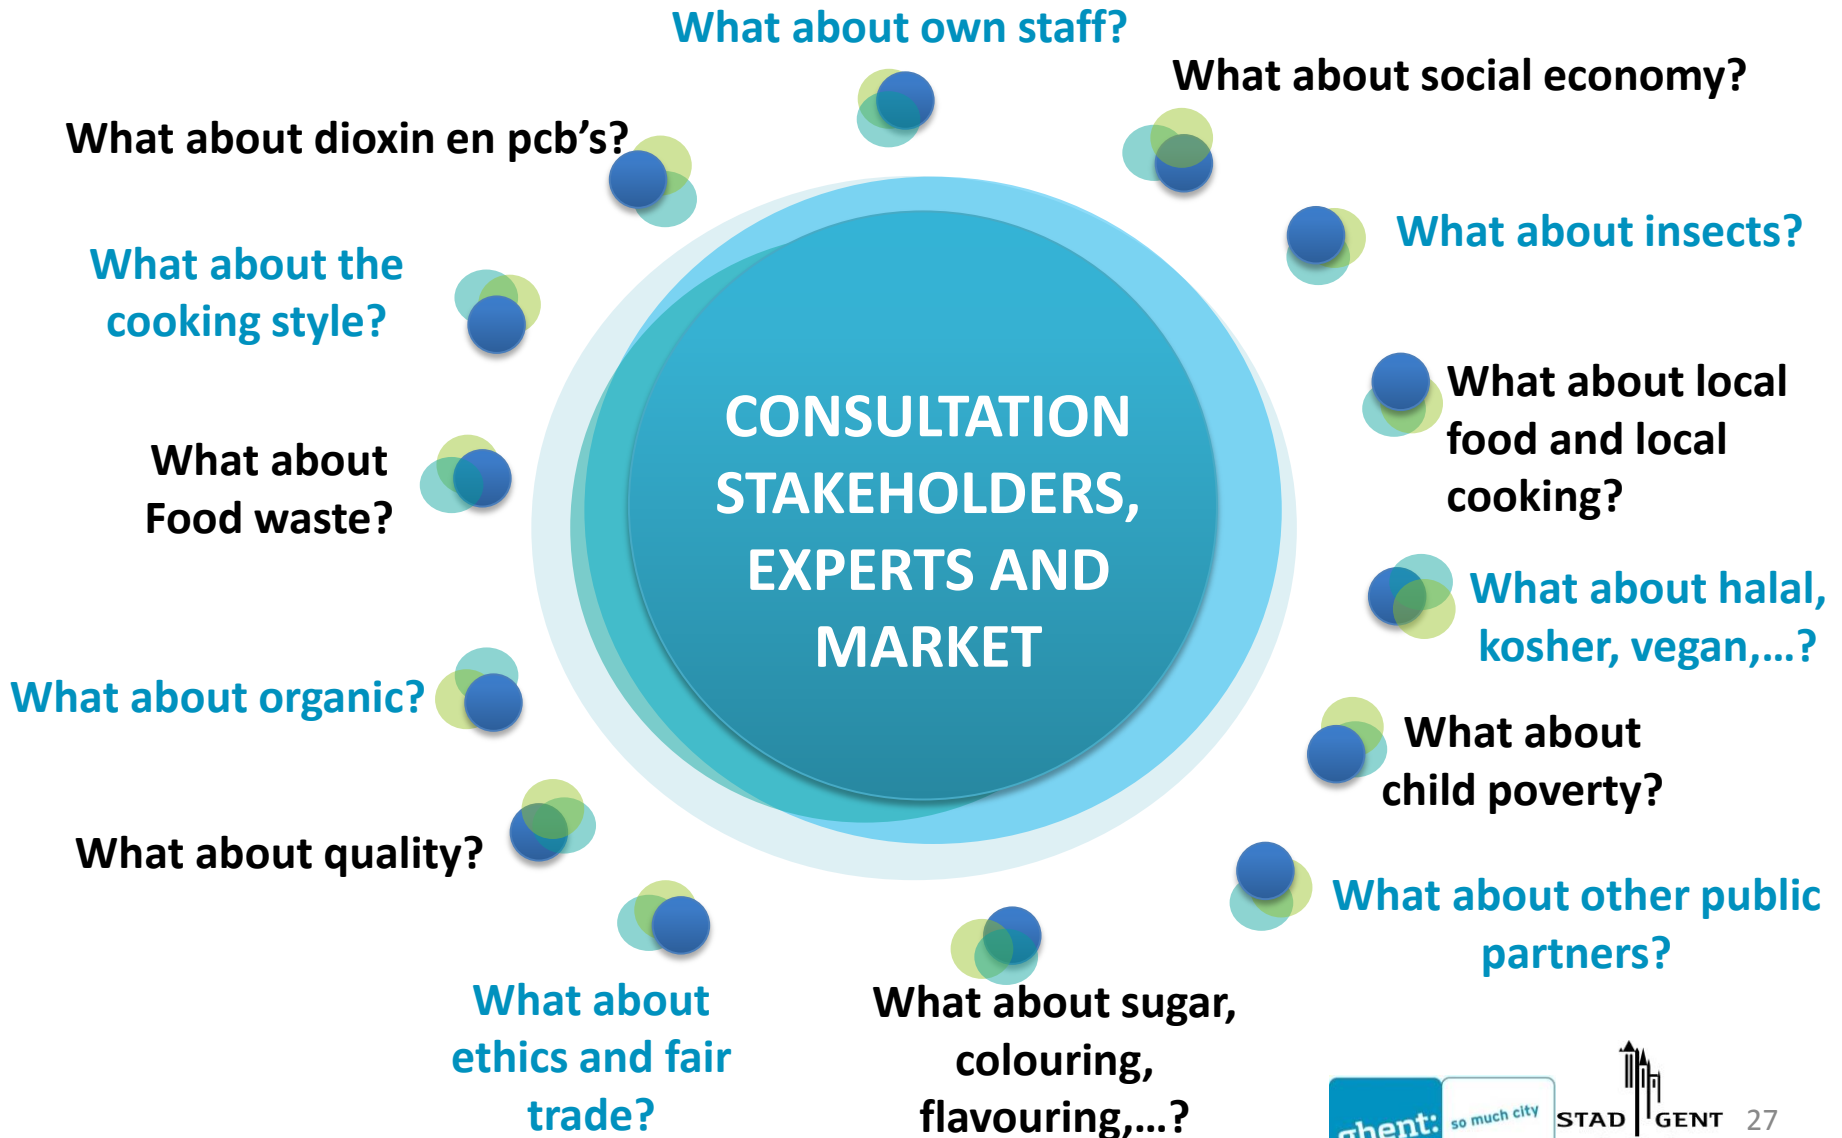 What about own staff?
What about social economy?
What about dioxin en pcb's?
What about insects?
What about the
cooking style?
What about local
food and local
cooking?
CONSULTATION
STAKEHOLDERS,
EXPERTS AND
MARKET
What about
Food waste?
What about halal,
kosher, vegan,...?
What about organic?
What about
child poverty?
What about quality?
What about other public
partners?
What about
ethics and fair
trade?
What about sugar,
colouring,
flavouring,...?
ghent:
so much city
STAD GENT
27